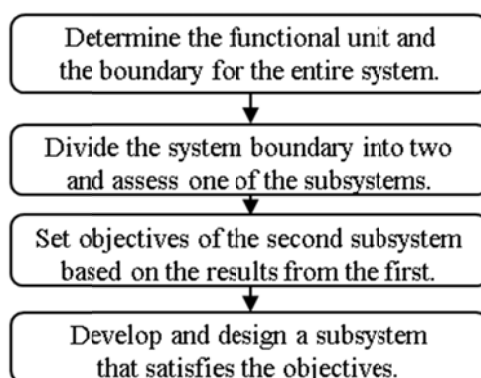 Determine the functional unit and
the boundary for the entire system.
Divide the system boundary into two
and assess one of the subsystems.
Set objectives of the second subsystem
based on the results from the first.
Develop and design a subsystem
that satisfies the objectives.